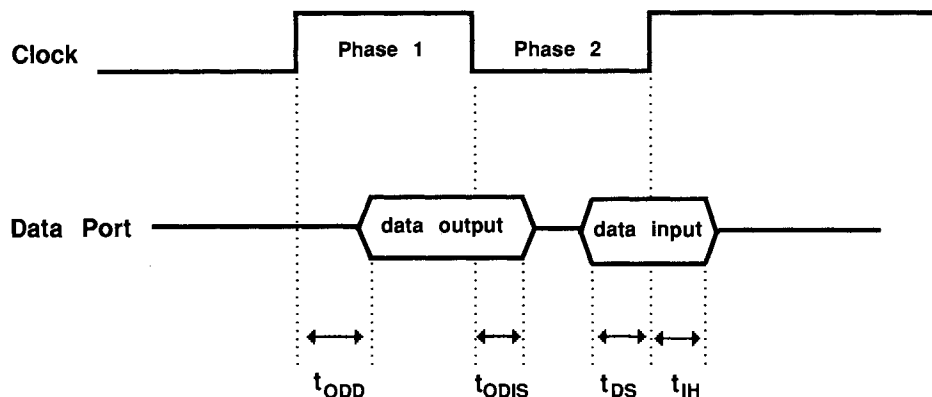 Clock
Phase 1
Phase 2
Data Port
data output
data input
tODD
tODIS
tDS
tIH